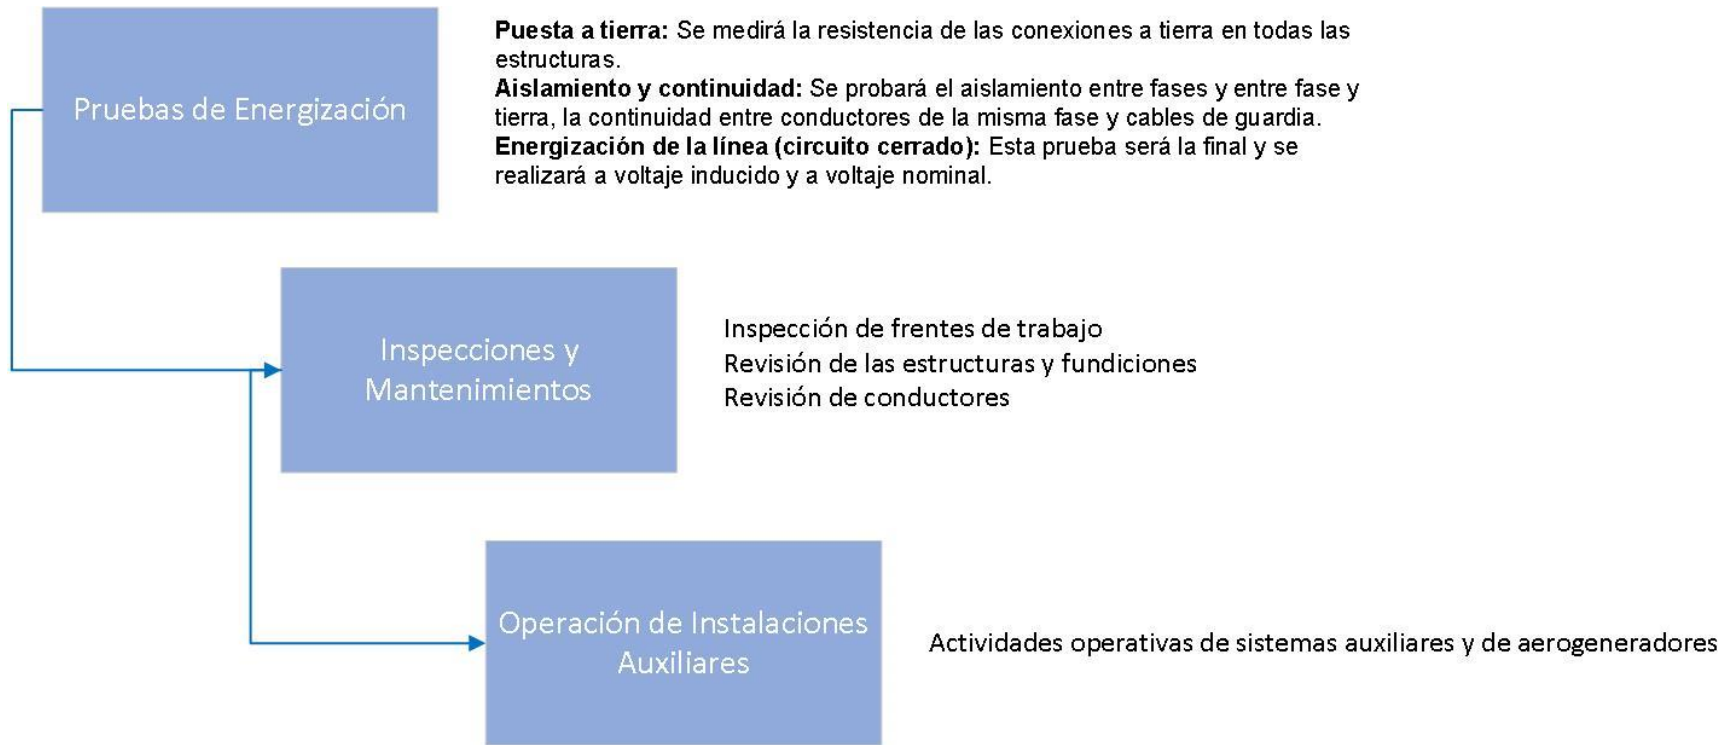 Pruebas de Energización
Puesta a tierra: Se medirá la resistencia de las conexiones a tierra en todas las
estructuras.
Aislamiento y continuidad: Se probará el aislamiento entre fases y entre fase y
tierra, la continuidad entre conductores de la misma fase y cables de guardia.
Energización de la línea (circuito cerrado): Esta prueba será la final y se
realizará a voltaje inducido y a voltaje nominal.
Inspecciones y
Mantenimientos
Inspección de frentes de trabajo
Revisión de las estructuras y fundiciones
Revisión de conductores
Operación de Instalaciones
Auxiliares
Actividades operativas de sistemas auxiliares y de aerogeneradores